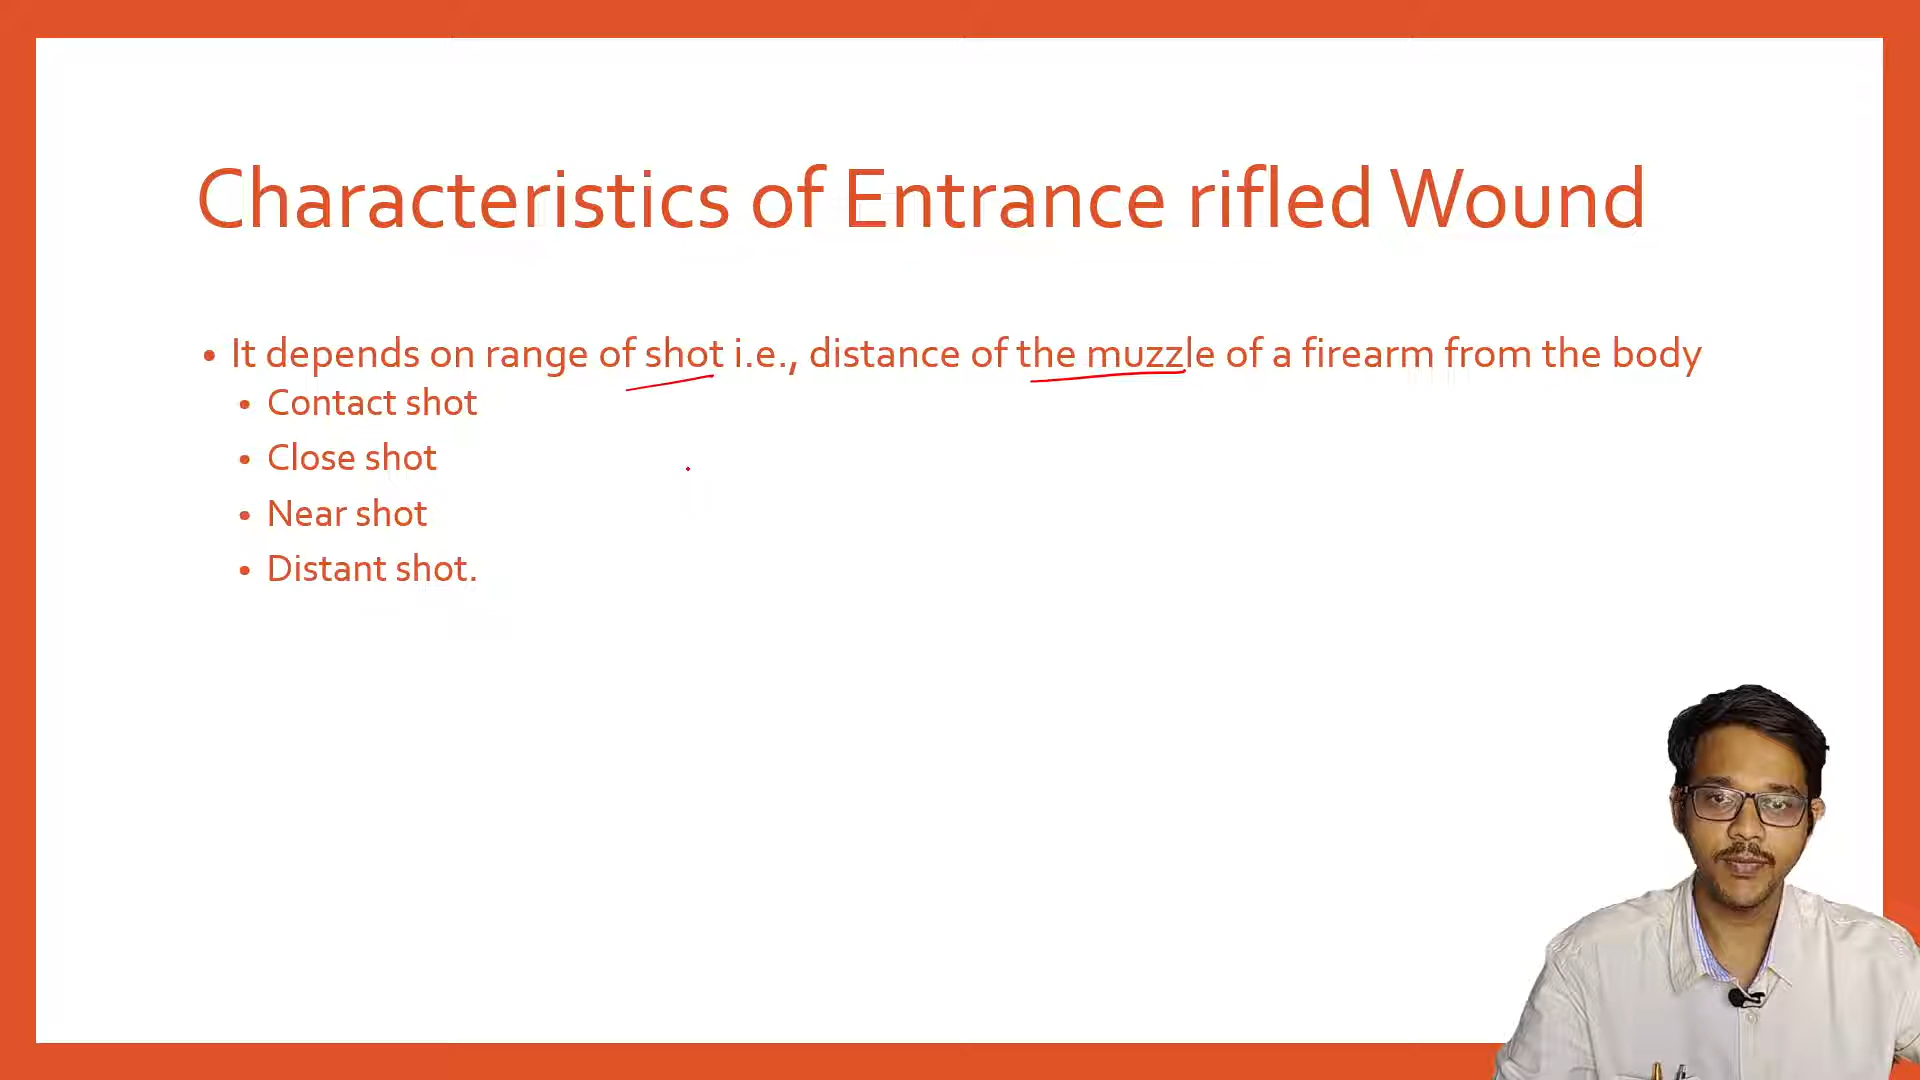 Characteristics of Entrance rifled Wound
• It depends on range of shot i.e., distance of the muzzle of a firearm from the body
• Contact shot
• Close shot
• Near shot
• Distant shot.